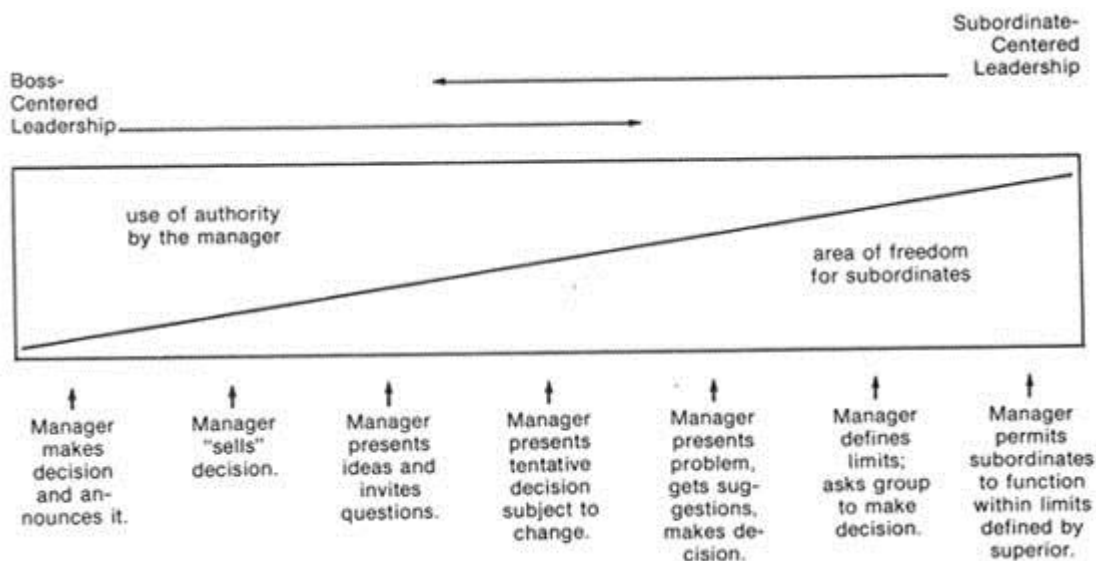 Subordinate-
Centered
Leadership
Boss-
Centered
Leadership
use of authority
by the manager
area of freedom
for subordinates
Manager
makes
decision
and an-
nounces it.
Manager
"sells"
decision.
Manager
presents
ideas and
invites
questions.
Manager
presents
tentative
decision
subject to
change.
Manager
presents
problem,
gets sug-
gestions,
makes de-
cision.
Manager
defines
limits;
asks group
to make
decision.
Manager
permits
subordinates
to function
within limits
defined by
superior.